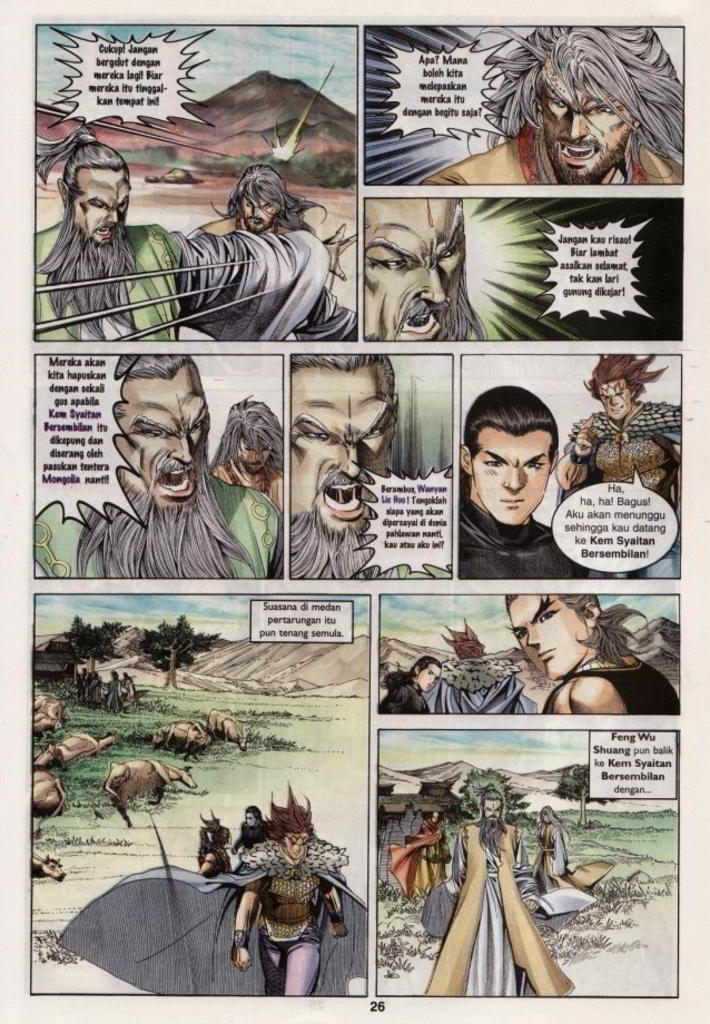 Cukup! Jangan
bergelut dengan
mereka lagi! Biar
mereka itu tinggal-
kan tempat ini!!
Apa? Mana
boleh kita
melepaskan
mereka itu
dengan begitu saja?
Jangan kau risau!
Biar lambat
asalkan selamat,
tak kan lari
gunung dikejar!
Mereka akan
kita hapuskan
dengan sekali
gus apabila
Kem Syaitan
Bersembilan itu
dikepung dan
diserang oleh
pasukan tentera
Mongolia nanti!
Berambus, Wanyan
Lie Huo! Tengoklah
siapa yang akan
dipercayai di dunia
pahlawan nanti,
kau atau aku ini?
Ha,
ha, ha! Bagus!
Aku akan menunggu
sehingga kau datang
ke Kem Syaitan
Bersembilan!
Suasana di medan
pertarungan itu
pun tenang semula.
Feng Wu
Shuang pun balik
ke Kem Syaitan
Bersembilan
dengan...
26